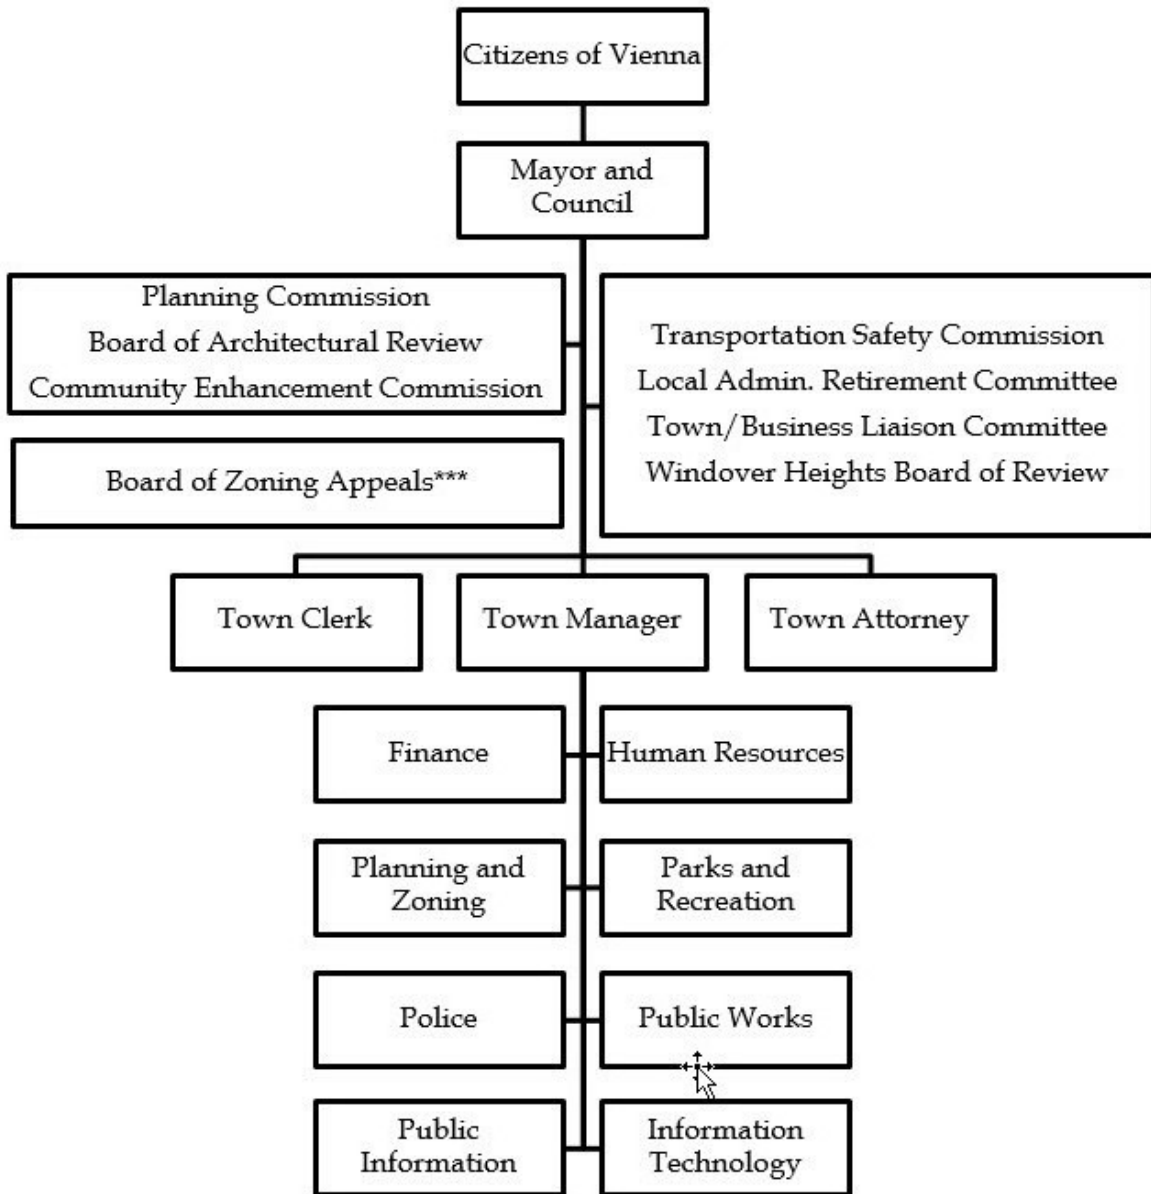 Citizens of Vienna
Mayor and
Council
Planning Commission
Board of Architectural Review
Community Enhancement Commission
Transportation Safety Commission
Local Admin. Retirement Committee
Town/Business Liaison Committee
Windover Heights Board of Review
Board of Zoning Appeals***
Town Clerk
Town Manager
Town Attorney
Finance
Human Resources
Planning and
Zoning
Parks and
Recreation
Police
Public Works
Public
Information
Information
Technology